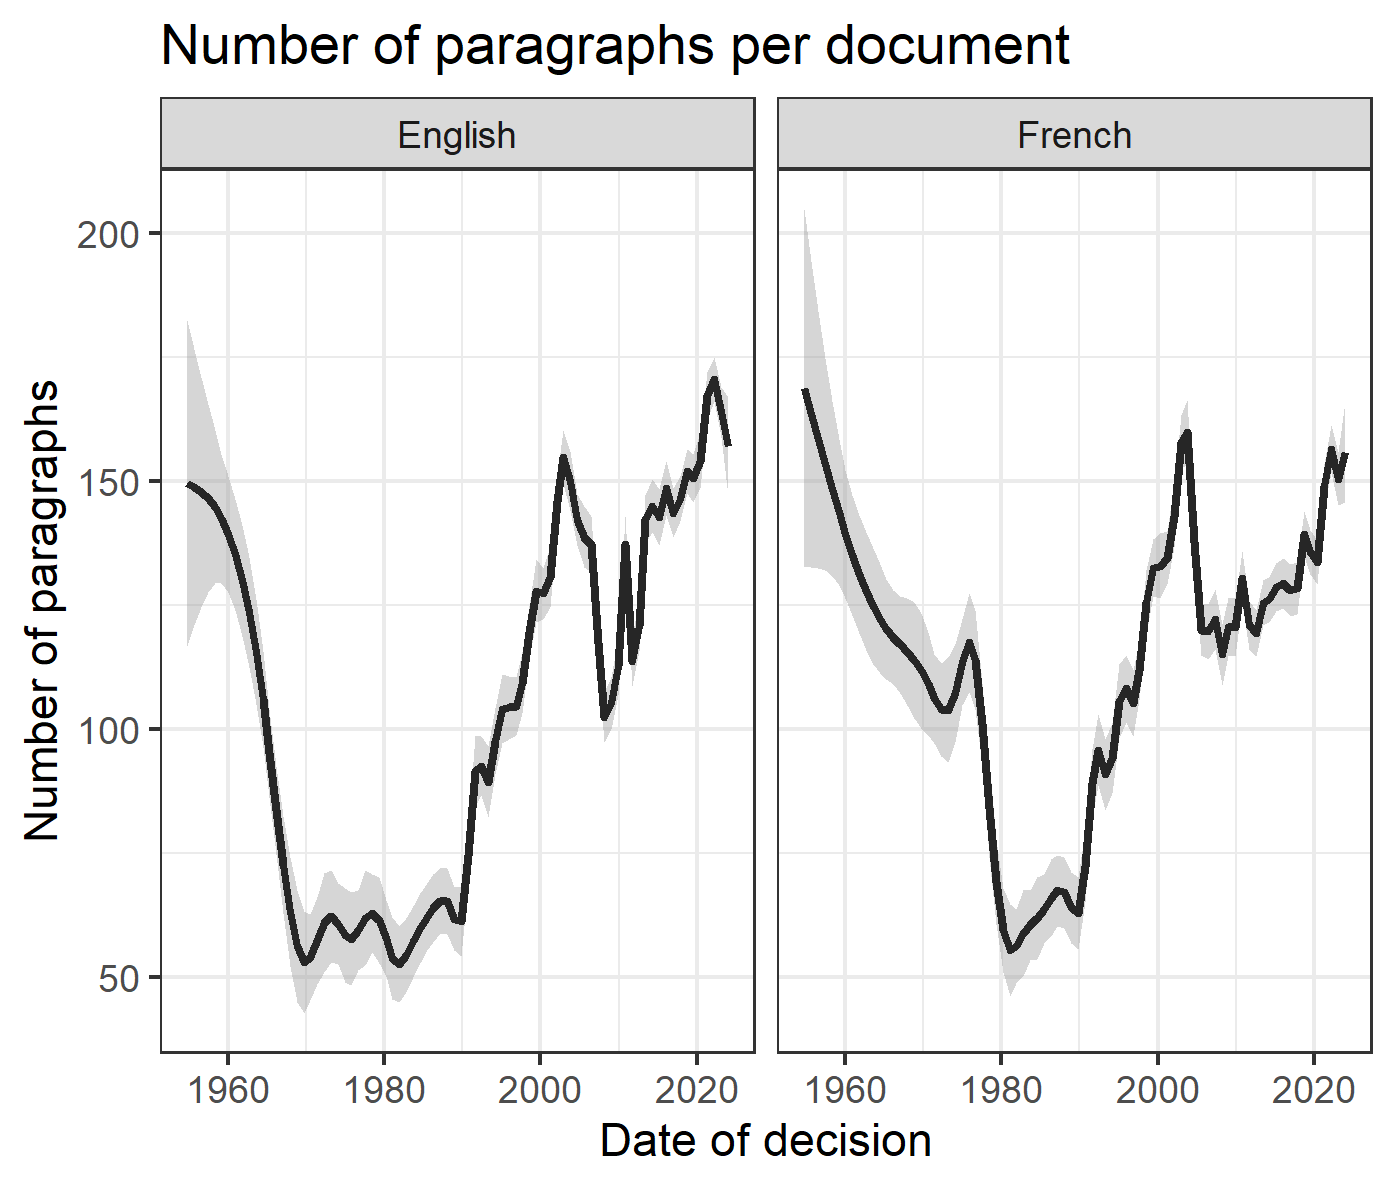 Number of paragraphs per document
English
French
Number of paragraphs
200
150
100
50
1960 1980 2000 2020
1960 1980 2000 2020
Date of decision